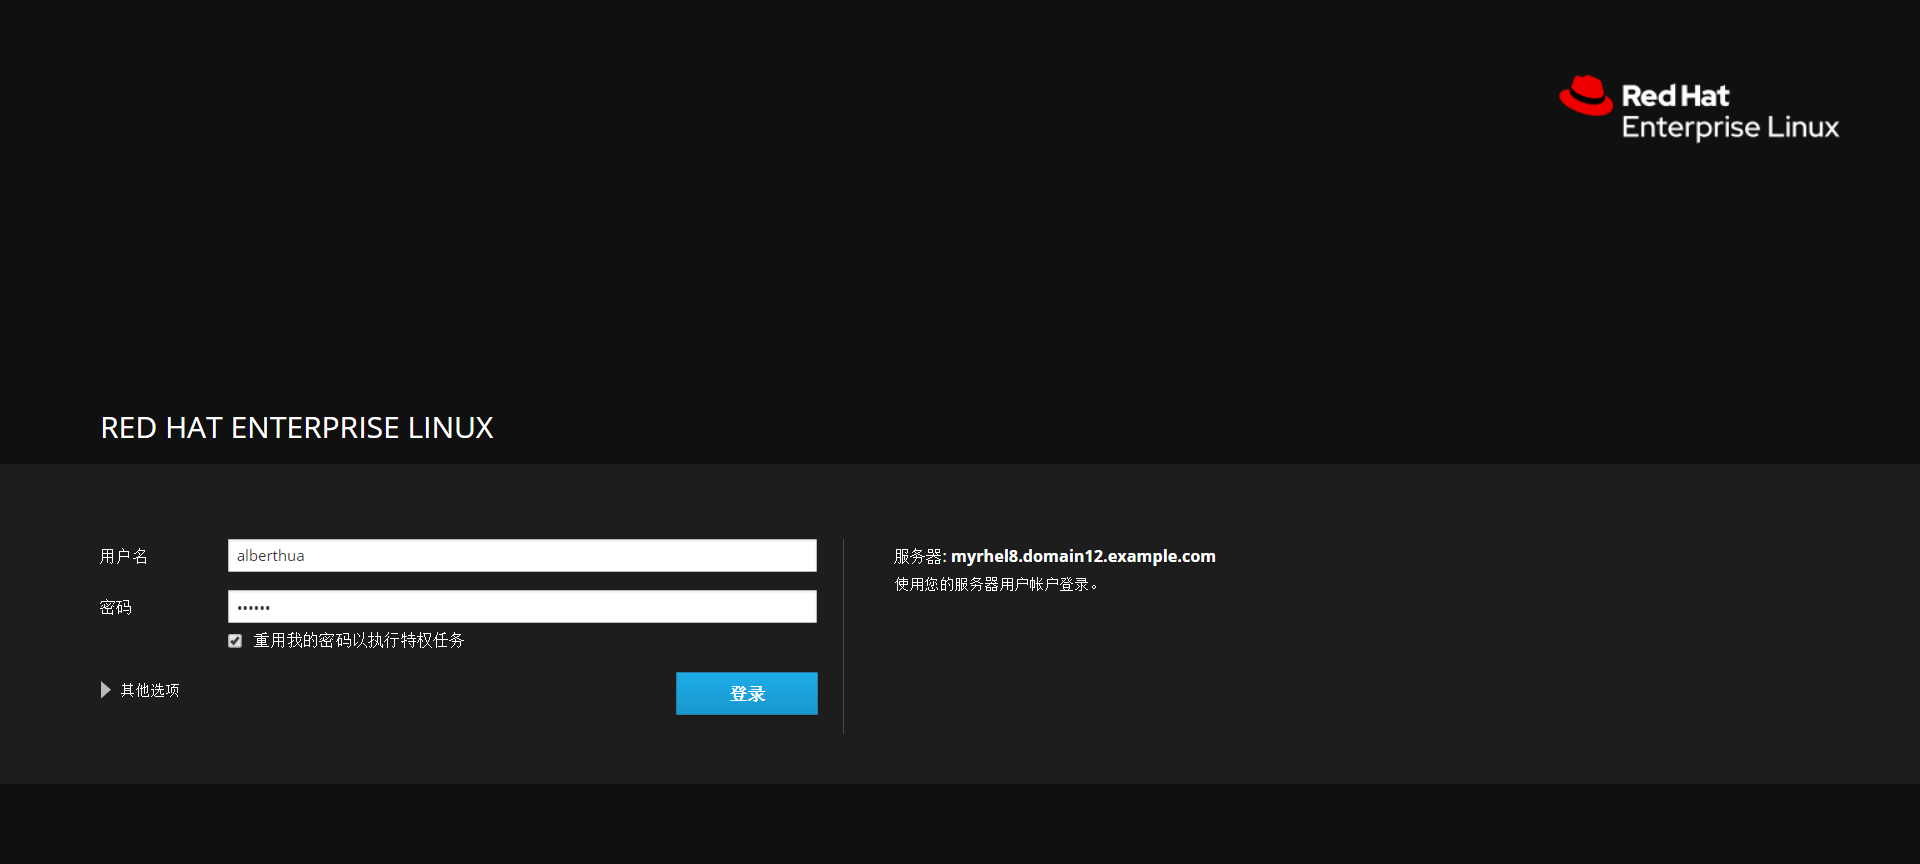 Red Hat
Enterprise Linux
RED HAT ENTERPRISE LINUX
用户名
alberthua
密码
••••••
重用我的密码以执行特权任务
其他选项
登录
服务器: myrhel8.domain12.example.com
使用您的服务器用户帐户登录。